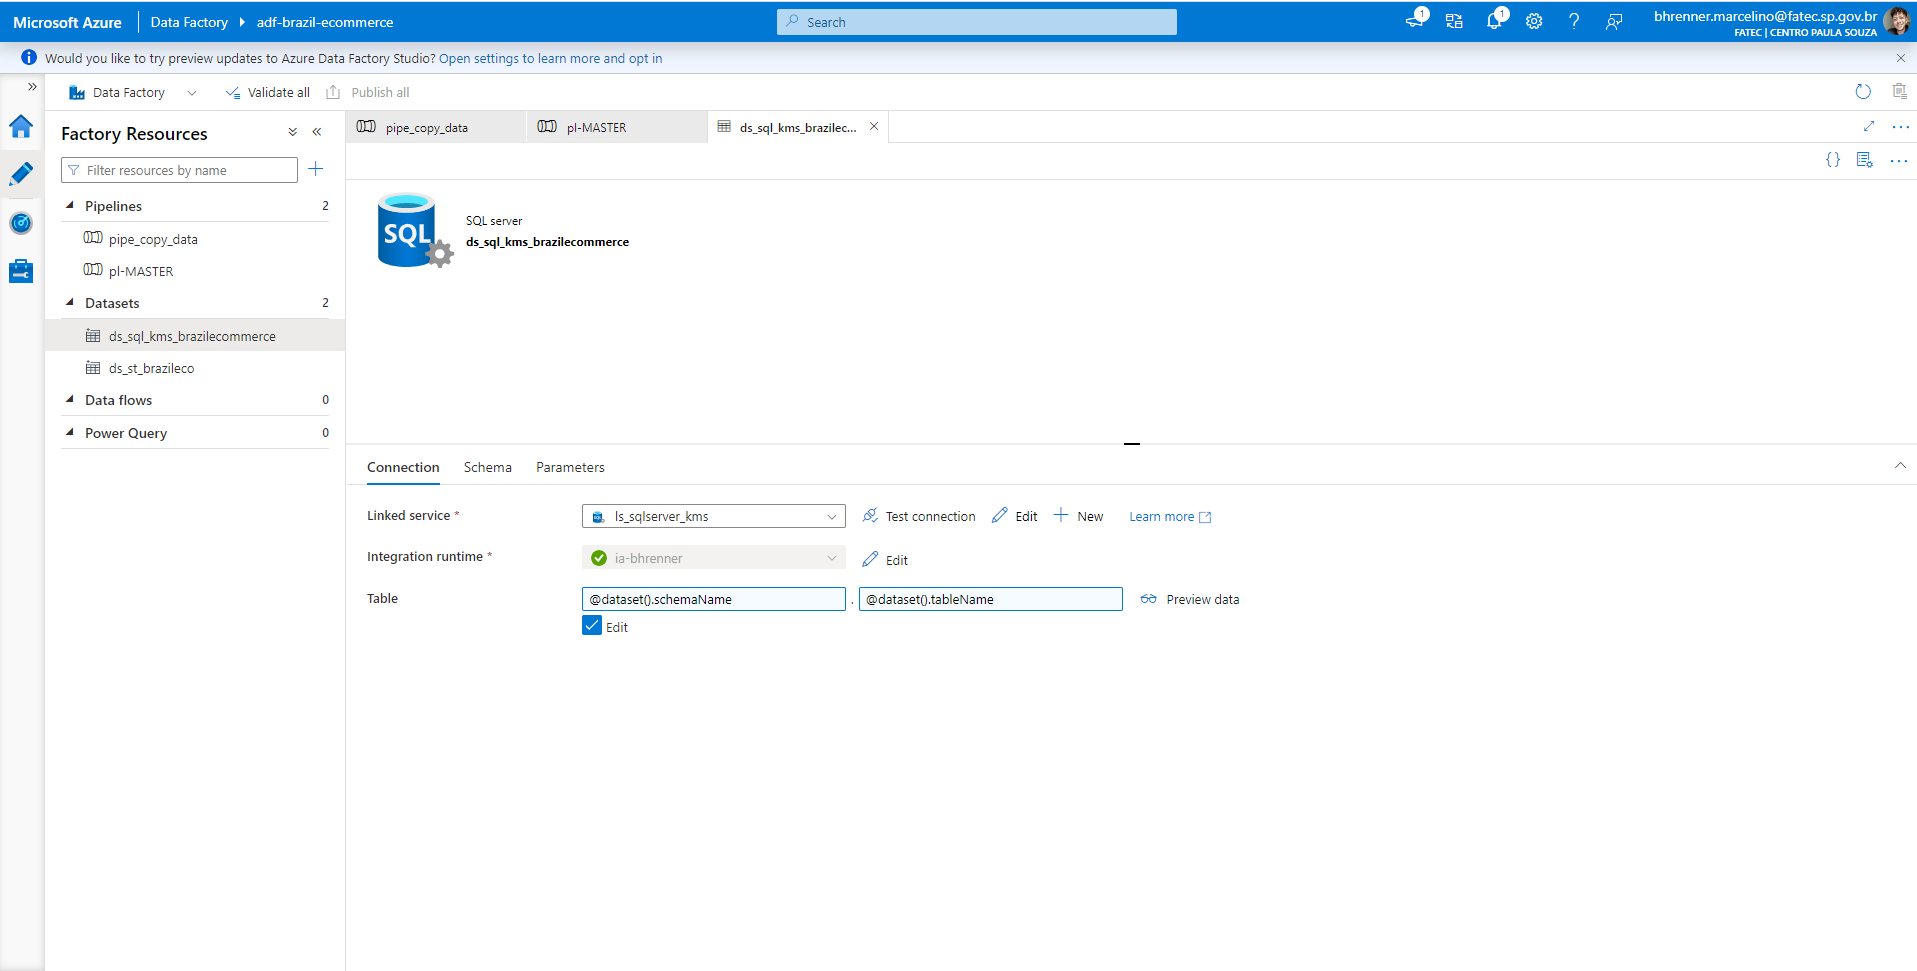 Microsoft Azure
Data Factory
adf-brazil-ecommerce
Search
1
1
bhrenner.marcelino@fatec.sp.gov.br
FATEC | CENTRO PAULA SOUZA
Would you like to try preview updates to Azure Data Factory Studio? Open settings to learn more and opt in
Data Factory
Validate all
Publish all
Factory Resources
Filter resources by name
Pipelines 2
pipe_copy_data
pl-MASTER
Datasets 2
ds_sql_kms_brazilecommerce
ds_st_brazileco
Data flows 0
Power Query 0
pipe_copy_data
pl-MASTER
ds_sql_kms_brazilec...
SQL
SQL server
ds_sql_kms_brazilecommerce
Connection
Schema
Parameters
Linked service *
ls_sqlserver_kms
Test connection
Edit
New
Learn more
Integration runtime *
ia-bhrenner
Edit
Table
@dataset().schemaName
.
@dataset().tableName
Preview data
Edit